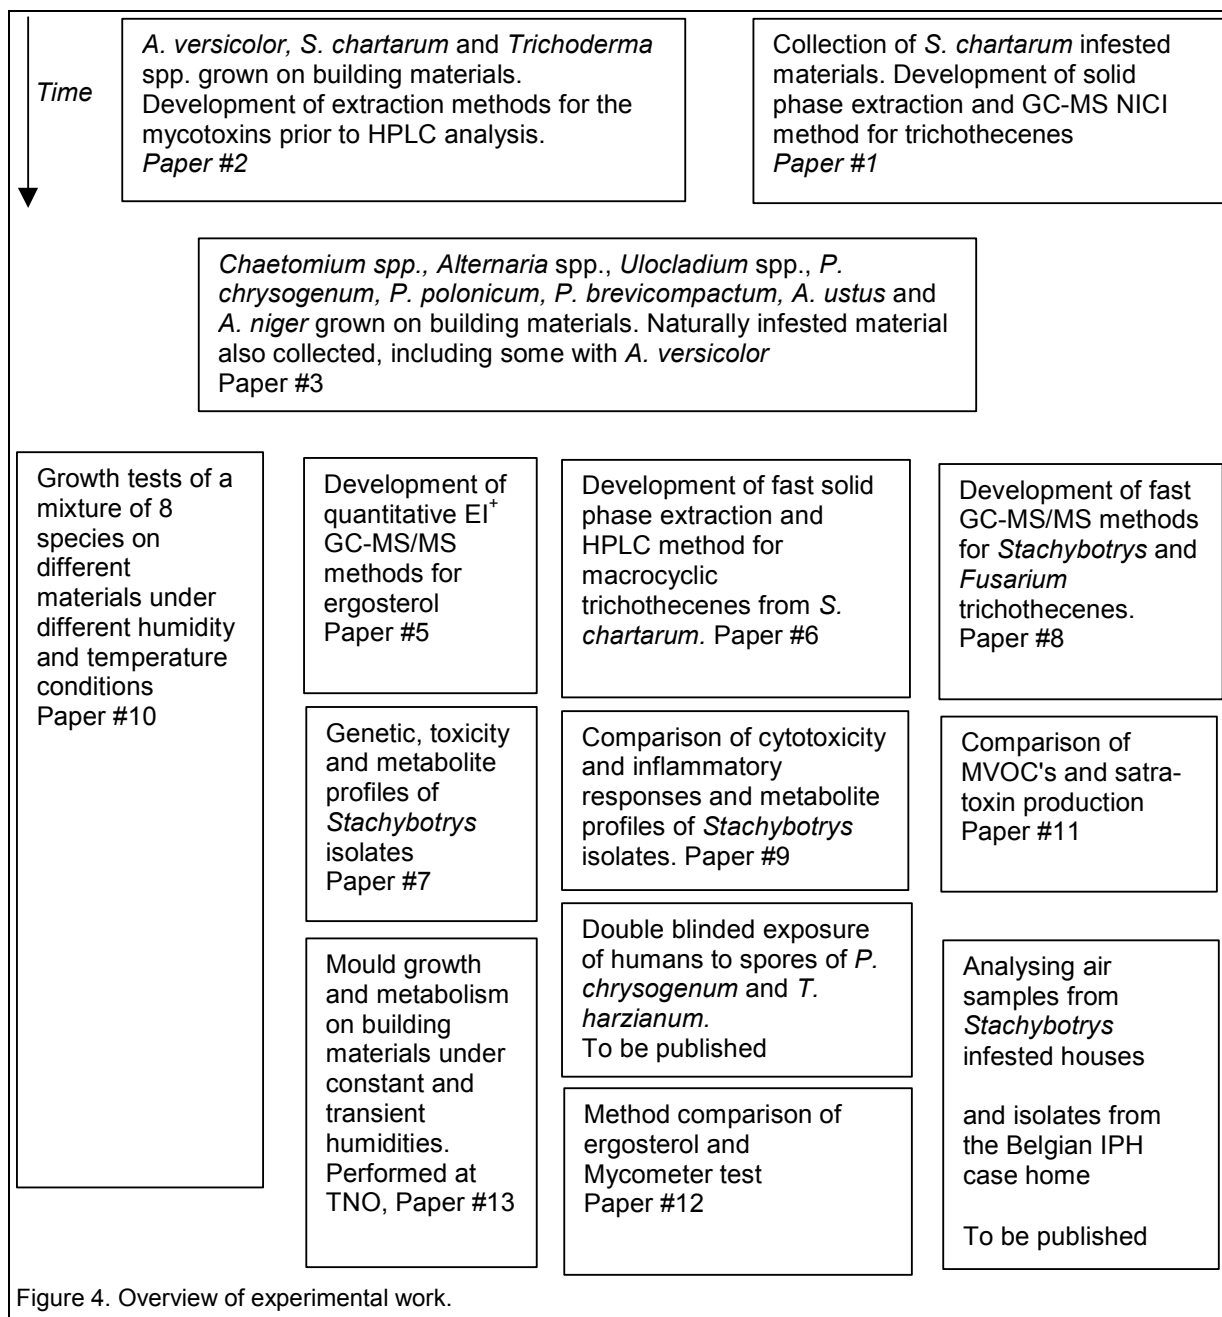 Time
A. versicolor, S. chartarum and Trichoderma
spp. grown on building materials.
Development of extraction methods for the
mycotoxins prior to HPLC analysis.
Paper #2
Collection of S. chartarum infested
materials. Development of solid
phase extraction and GC-MS NICI
method for trichothecenes
Paper #1
Chaetomium spp., Alternaria spp., Ulocladium spp., P.
chrysogenum, P. polonicum, P. brevicompactum, A. ustus and
A. niger grown on building materials. Naturally infested material
also collected, including some with A. versicolor
Paper #3
Growth tests of a
mixture of 8
species on
different
materials under
different humidity
and temperature
conditions
Paper #10
Development of
quantitative EI+
GC-MS/MS
methods for
ergosterol
Paper #5
Development of fast solid
phase extraction and
HPLC method for
macrocyclic
trichothecenes from S.
chartarum. Paper #6
Development of fast
GC-MS/MS methods
for Stachybotrys and
Fusarium
trichothecenes.
Paper #8
Genetic, toxicity
and metabolite
profiles of
Stachybotrys
isolates
Paper #7
Comparison of cytotoxicity
and inflammatory
responses and metabolite
profiles of Stachybotrys
isolates. Paper #9
Comparison of
MVOC's and satra-
toxin production
Paper #11
Mould growth
and metabolism
on building
materials under
constant and
transient
humidities.
Performed at
TNO, Paper #13
Double blinded exposure
of humans to spores of P.
chrysogenum and T.
harzianum.
To be published
Method comparison of
ergosterol and
Mycometer test
Paper #12
Analysing air
samples from
Stachybotrys
infested houses
and isolates from
the Belgian IPH
case home
To be published
Figure 4. Overview of experimental work.